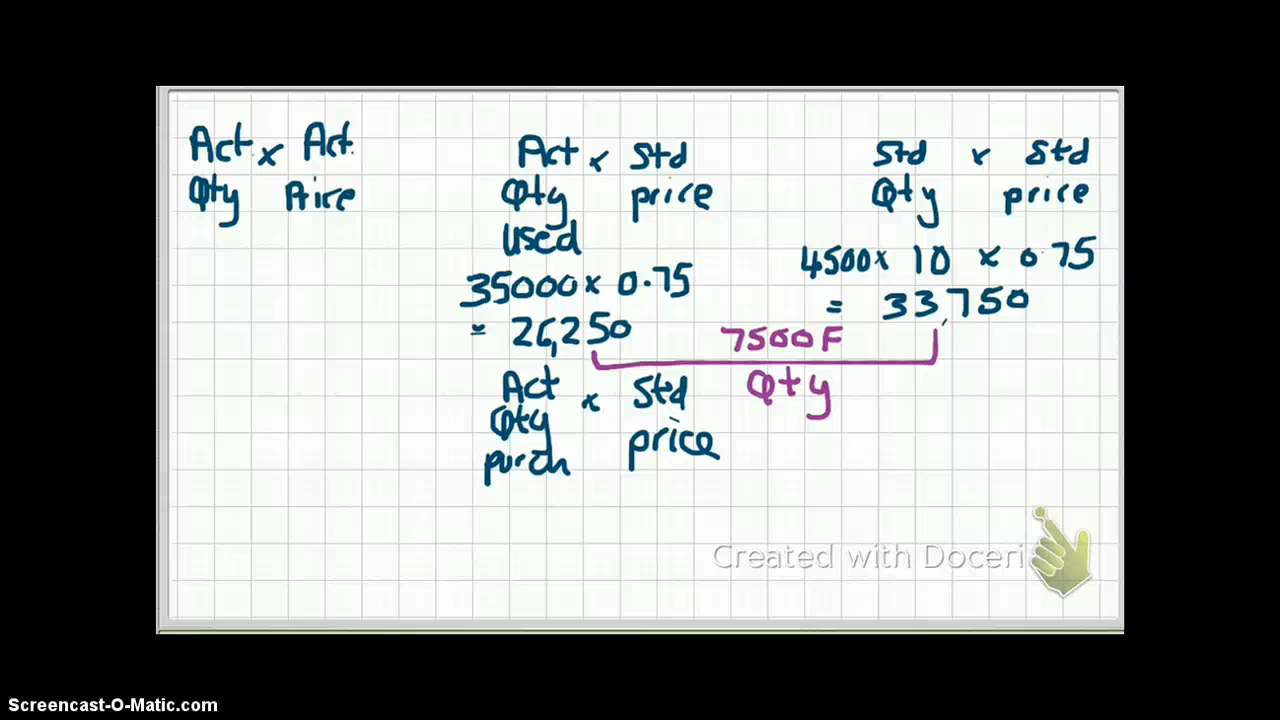 Act x Act
Qty Price
Act x Std
Qty price
used
35000 x 0.75
= 26,250
Act x Std
Qty price
purch
Std x Std
Qty price
4500 x 10 x 0.75
= 33,750
7500F
Qty
Created with Doceri
Screencast-O-Matic.com